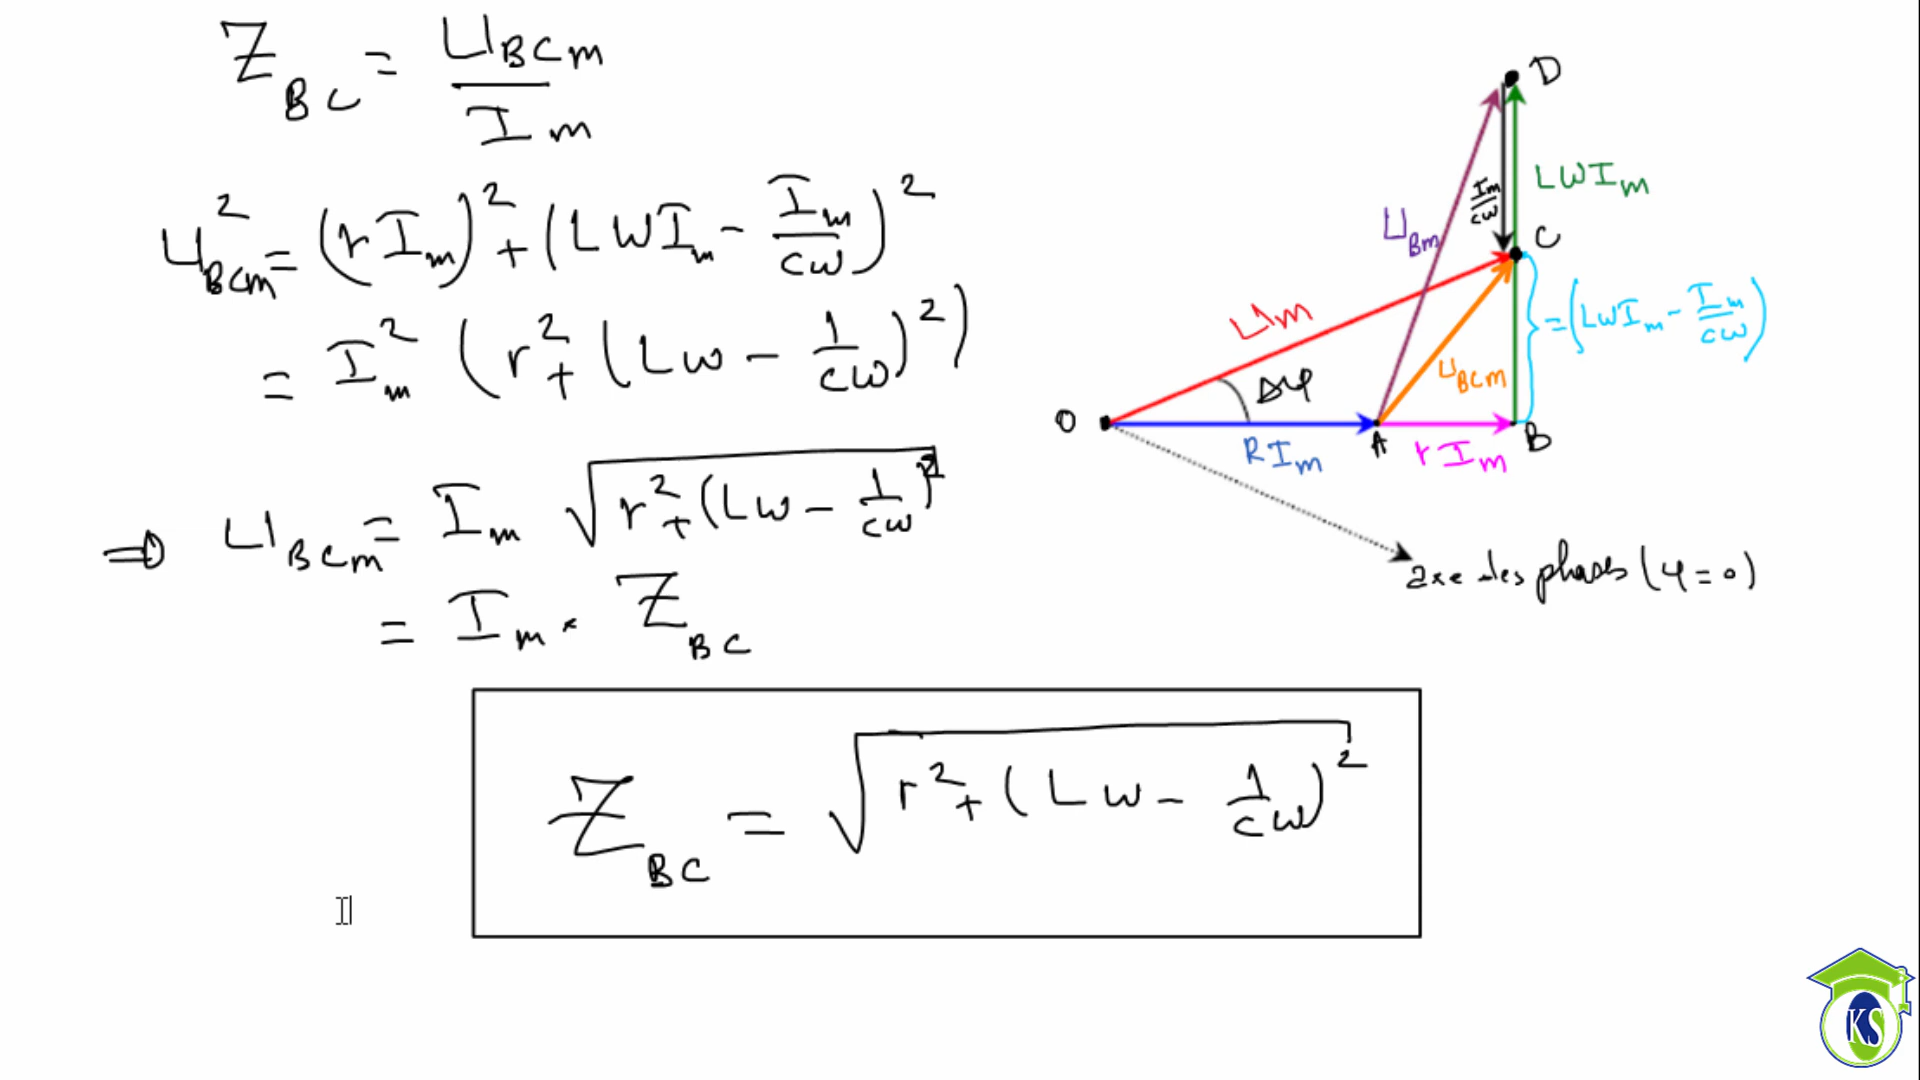 Z_BC = U_BCm / I_m
U²_BCm = (rI_m)² + (LωI_m - I_m/cω)²
= I_m² (r² + (Lω - 1/cω)²)
⇒ U_BCm = I_m √(r² + (Lω - 1/cω)²)
= I_m · Z_BC
Z_BC = √(r² + (Lω - 1/cω)²)
D
LωI_m
I_m/cω
U_Bm
C
= (LωI_m - I_m/cω)
U_m
U_BCm
Δφ
O
RI_m
A
rI_m
B
axe des phases (φ=0)
KS